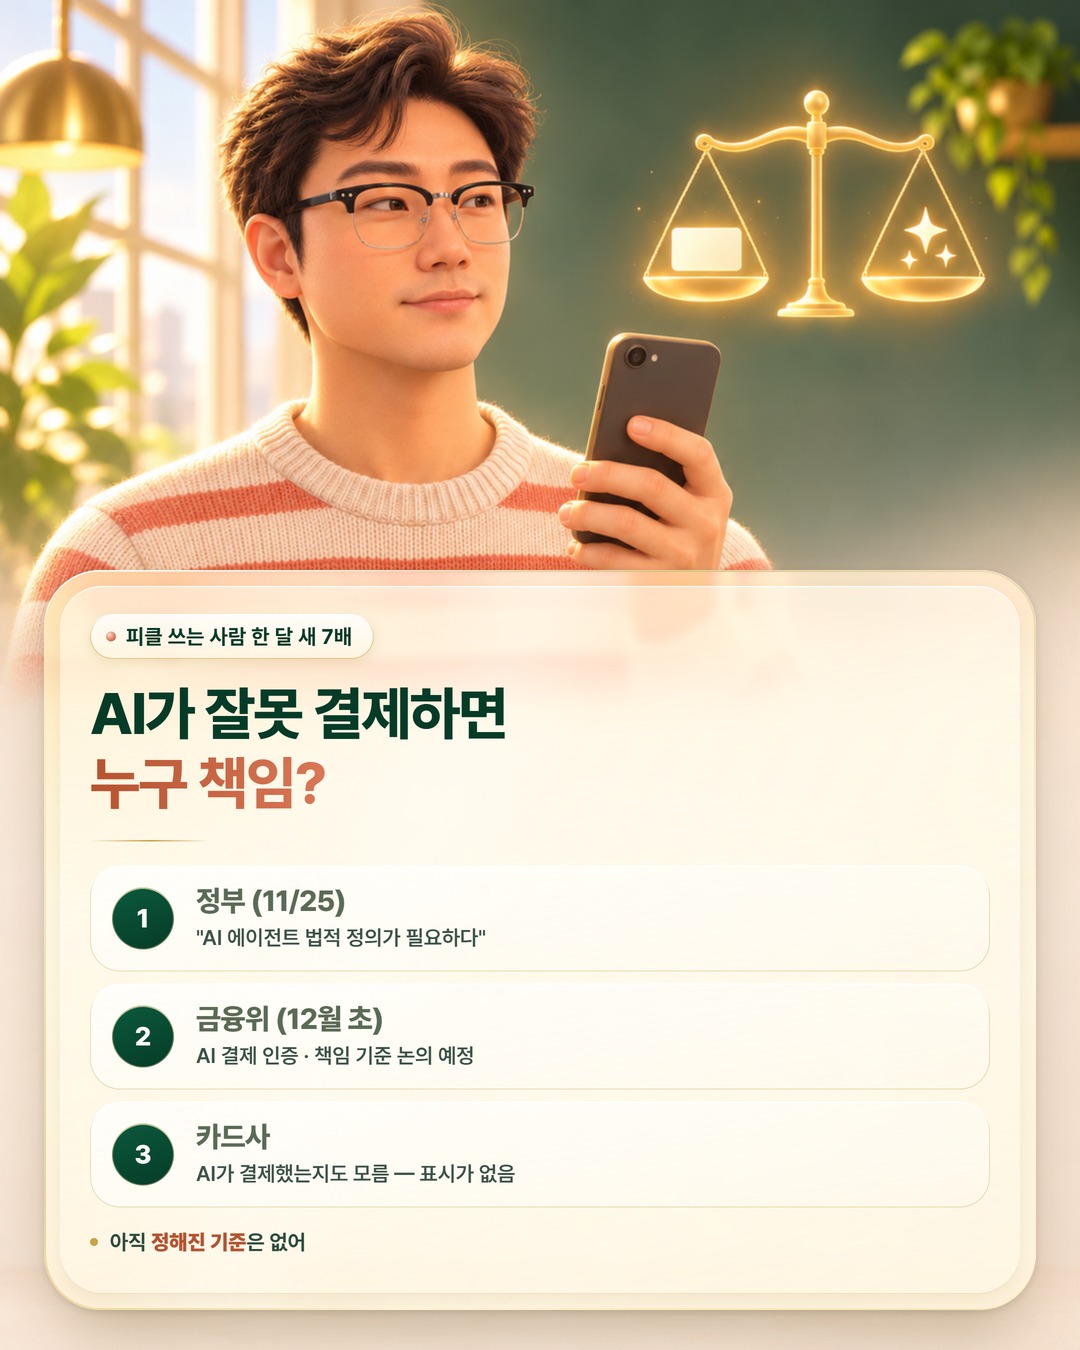 피클 쓰는 사람 한 달 새 7배
AI가 잘못 결제하면
누구 책임?
1
정부 (11/25)
"AI 에이전트 법적 정의가 필요하다"
2
금융위 (12월 초)
AI 결제 인증 · 책임 기준 논의 예정
3
카드사
AI가 결제했는지도 모름 — 표시가 없음
아직 정해진 기준은 없어